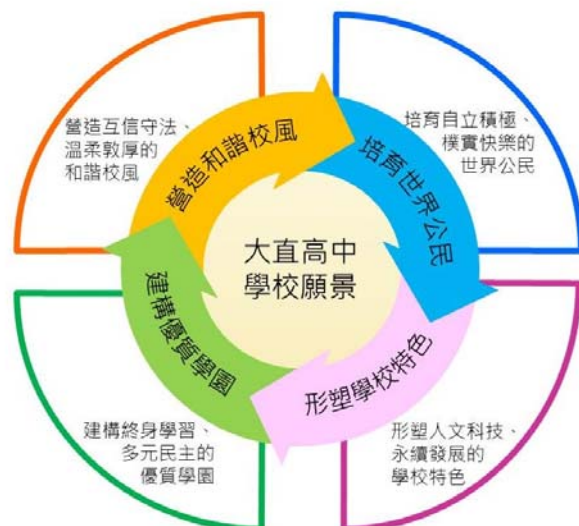 營造互信守法、
溫柔敦厚的
和諧校風
培育自立積極、
樸實快樂的
世界公民
營造和諧校風
培育世界公民
大直高中
學校願景
建構優質學園
形塑學校特色
建構終身學習、
多元民主的
優質學園
形塑人文科技、
永續發展的
學校特色